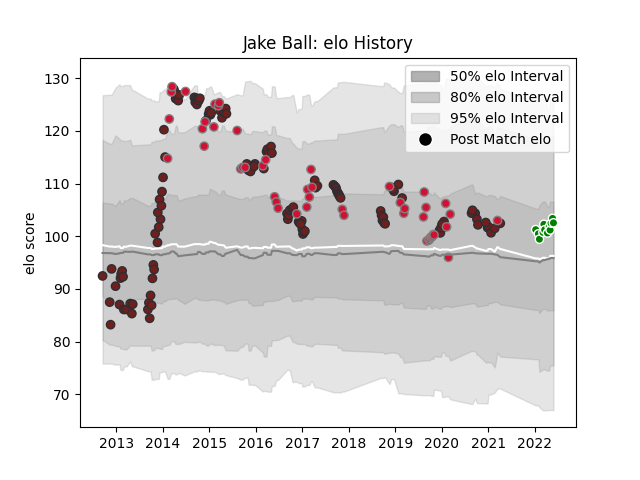 Jake Ball: elo History
50% elo Interval
80% elo Interval
95% elo Interval
Post Match elo
elo score
130
120
110
100
90
80
70
2013 2014 2015 2016 2017 2018 2019 2020 2021 2022